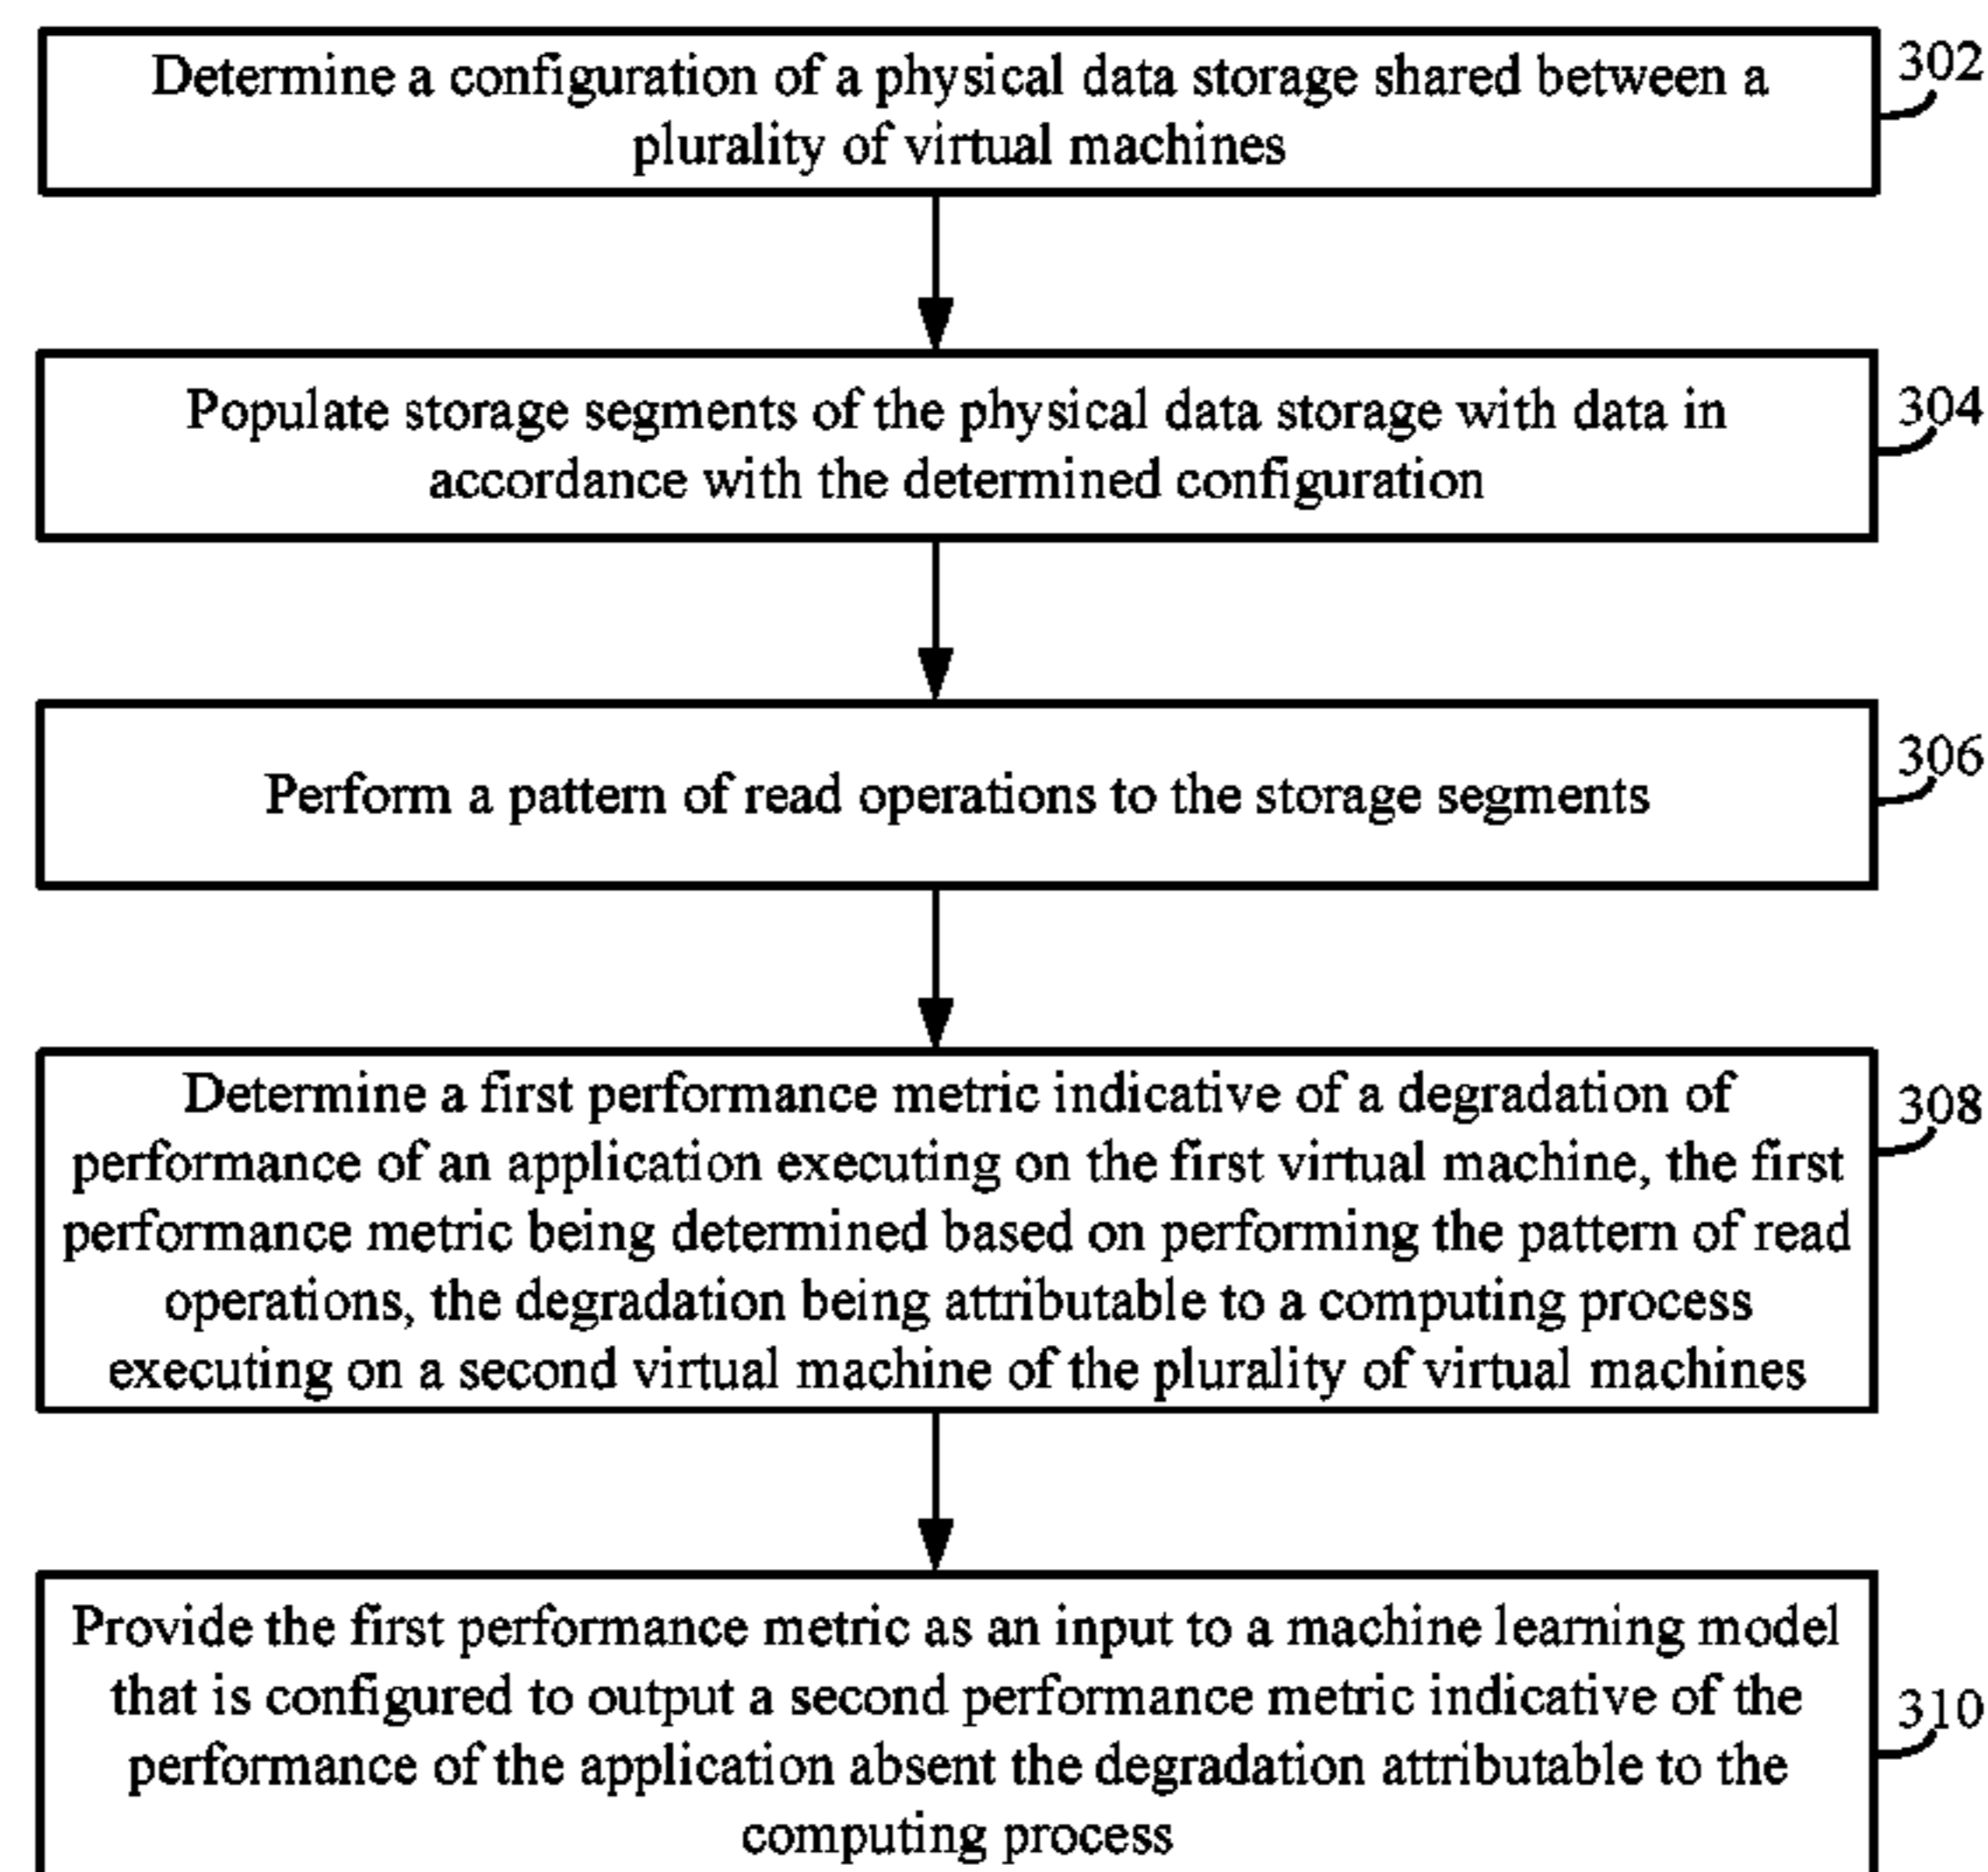 Determine a configuration of a physical data storage shared between a
plurality of virtual machines
302
Populate storage segments of the physical data storage with data in
accordance with the determined configuration
304
Perform a pattern of read operations to the storage segments
306
Determine a first performance metric indicative of a degradation of
performance of an application executing on the first virtual machine, the first
performance metric being determined based on performing the pattern of read
operations, the degradation being attributable to a computing process
executing on a second virtual machine of the plurality of virtual machines
308
Provide the first performance metric as an input to a machine learning model
that is configured to output a second performance metric indicative of the
performance of the application absent the degradation attributable to the
computing process
310